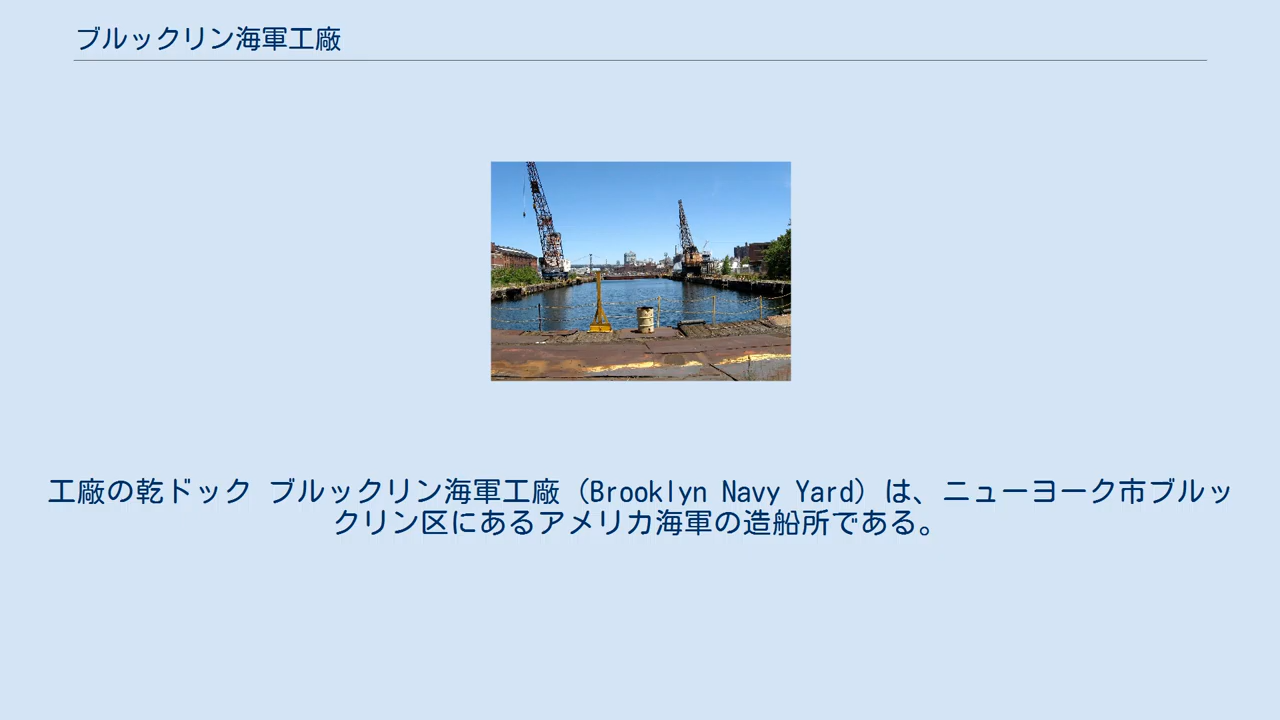 ブルックリン海軍工廠
工廠の乾ドック ブルックリン海軍工廠（Brooklyn Navy Yard）は、ニューヨーク市ブルッ
クリン区にあるアメリカ海軍の造船所である。